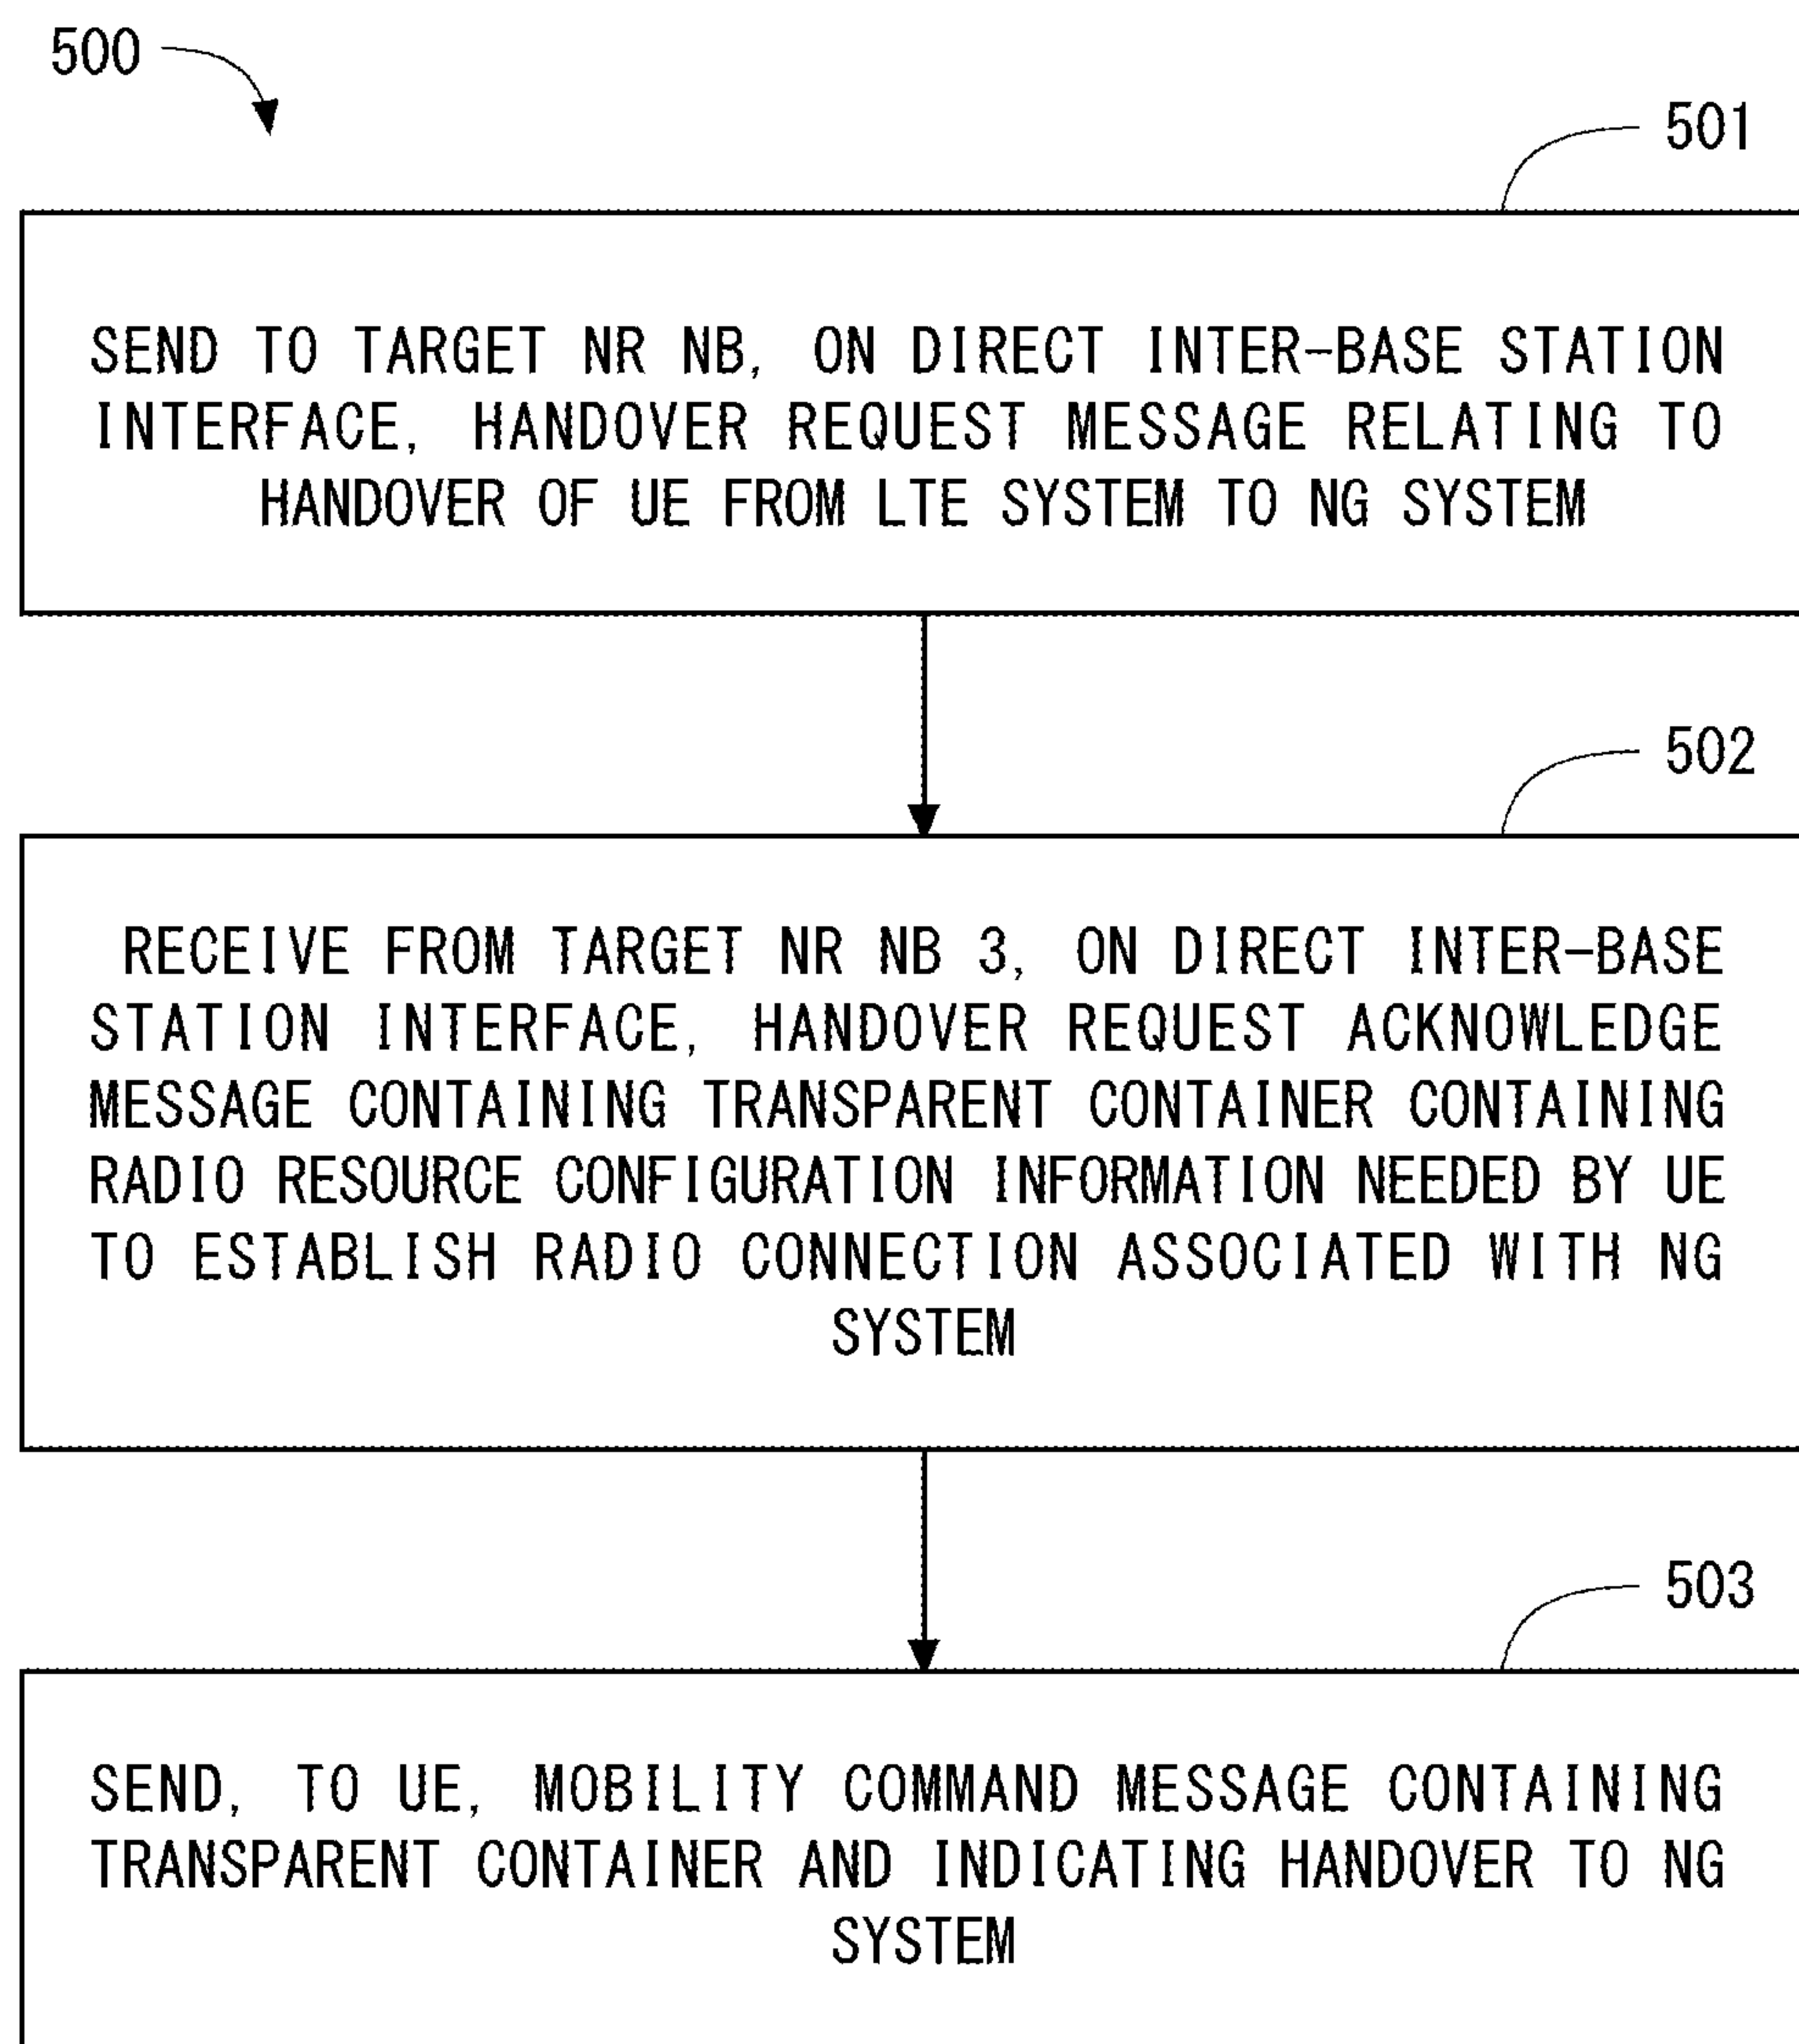 500
501
SEND TO TARGET NR NB, ON DIRECT INTER-BASE STATION
INTERFACE, HANDOVER REQUEST MESSAGE RELATING TO
HANDOVER OF UE FROM LTE SYSTEM TO NG SYSTEM
502
RECEIVE FROM TARGET NR NB 3, ON DIRECT INTER-BASE
STATION INTERFACE, HANDOVER REQUEST ACKNOWLEDGE
MESSAGE CONTAINING TRANSPARENT CONTAINER CONTAINING
RADIO RESOURCE CONFIGURATION INFORMATION NEEDED BY UE
TO ESTABLISH RADIO CONNECTION ASSOCIATED WITH NG
SYSTEM
503
SEND, TO UE, MOBILITY COMMAND MESSAGE CONTAINING
TRANSPARENT CONTAINER AND INDICATING HANDOVER TO NG
SYSTEM